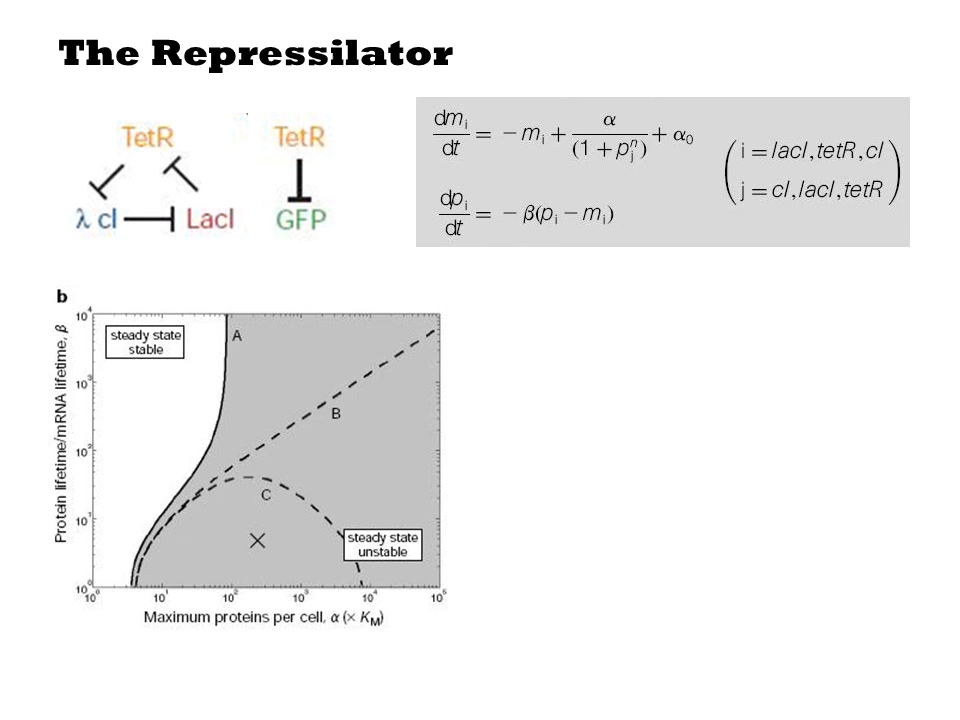 The Repressilator
TetR TetR
λ cI LacI GFP
dm_i/dt = − m_i + α/(1 + p_j^n) + α_0
dp_i/dt = − β(p_i − m_i)
(i = lacI, tetR, cI
j = cI, lacI, tetR)
b
Protein lifetime/mRNA lifetime, β
10^4
10^3
10^2
10^1
10^0
steady state
stable
A
B
C
×
steady state
unstable
10^0 10^1 10^2 10^3 10^4 10^5
Maximum proteins per cell, α (× K_M)